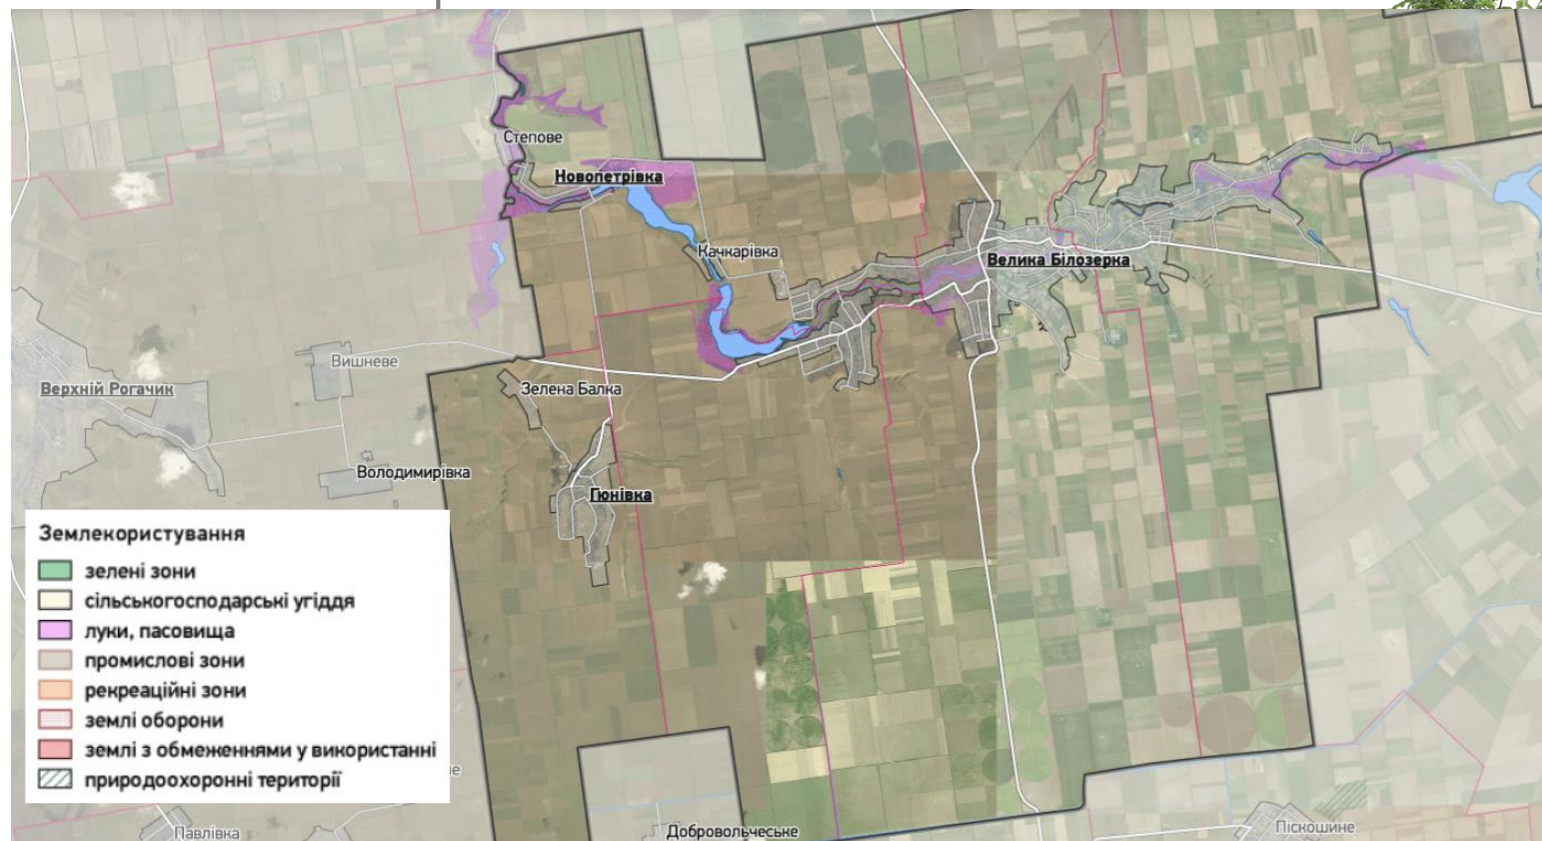 Степове
Новопетрівка
Качкарівка
Велика Білозерка
Вишневе
Верхній Рогачик
Зелена Балка
Володимирівка
Гюнівка
Землекористування
зелені зони
сільськогосподарські угіддя
луки, пасовища
промислові зони
рекреаційні зони
землі оборони
землі з обмеженнями у використанні
природоохоронні території
Павлівка
Добровольчеське
Піскошине